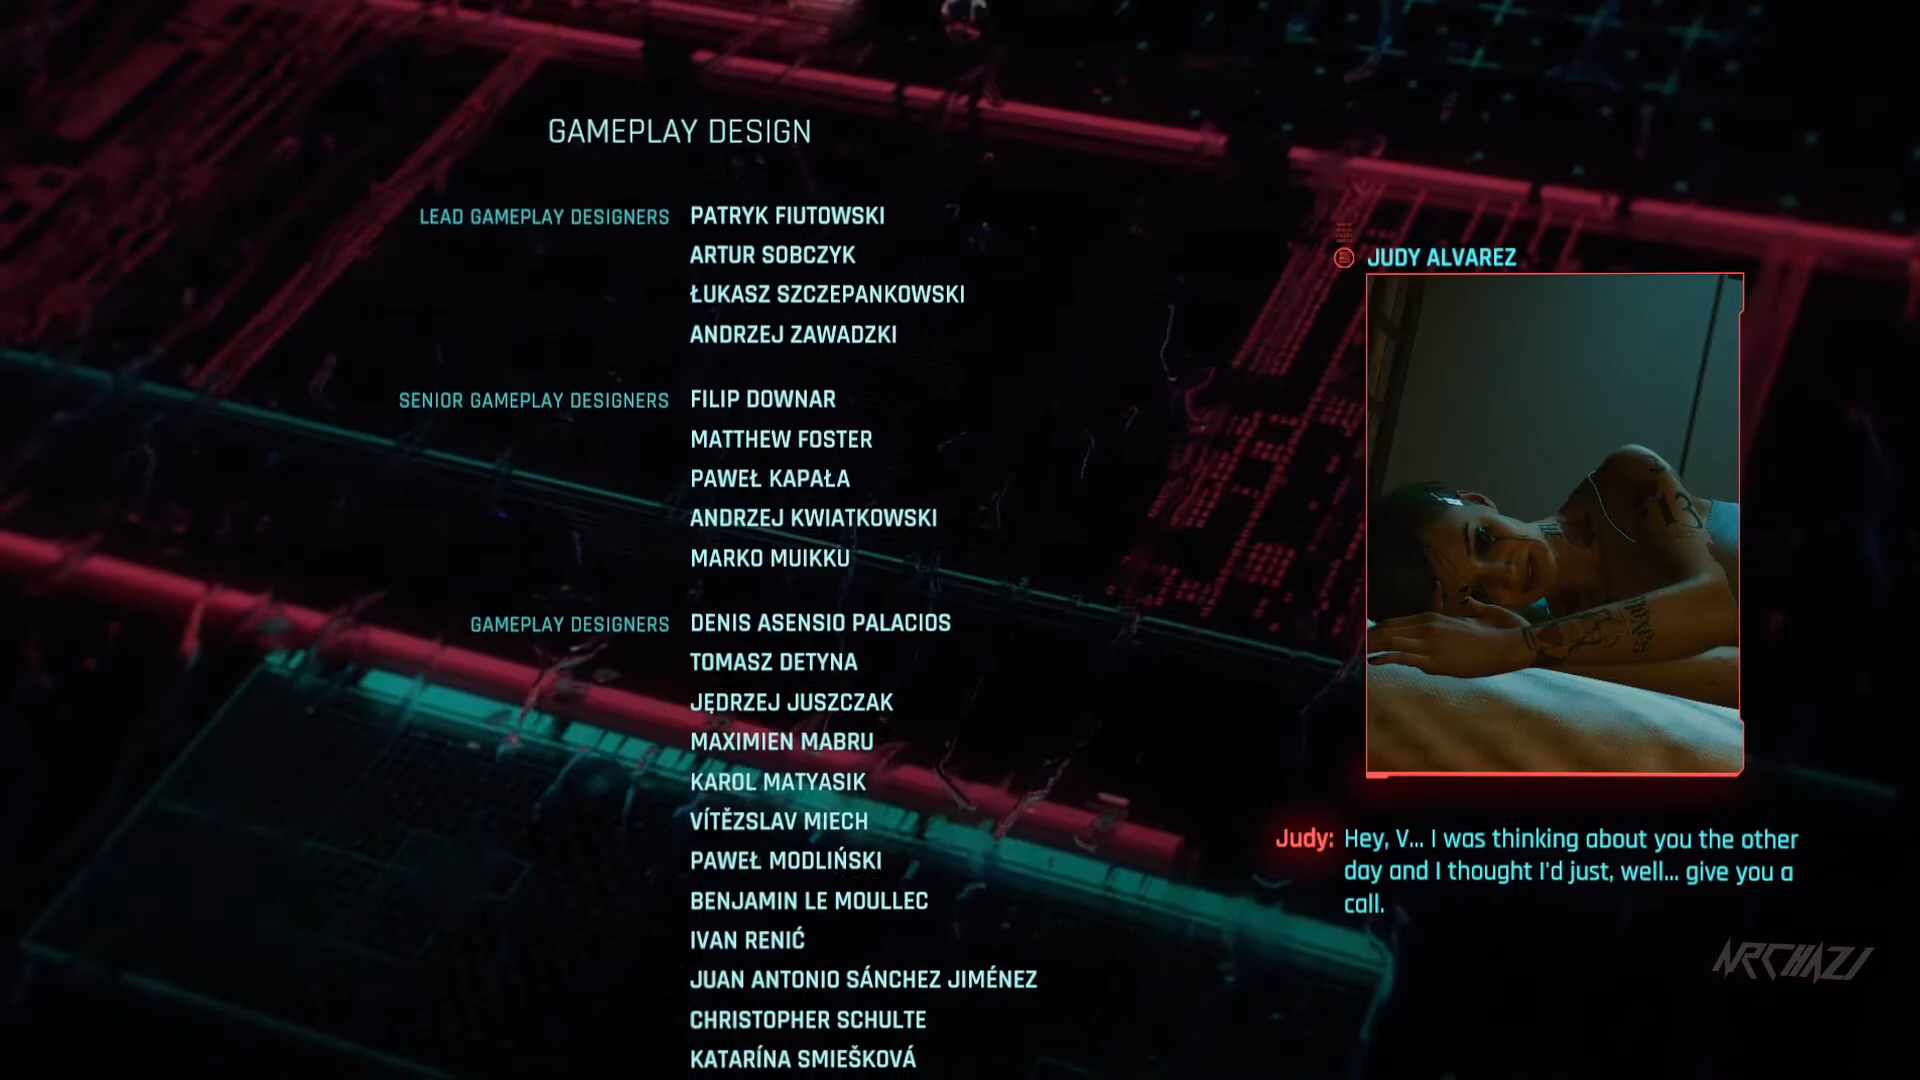 GAMEPLAY DESIGN
LEAD GAMEPLAY DESIGNERS PATRYK FIUTOWSKI
ARTUR SOBCZYK
ŁUKASZ SZCZEPANKOWSKI
ANDRZEJ ZAWADZKI
SENIOR GAMEPLAY DESIGNERS FILIP DOWNAR
MATTHEW FOSTER
PAWEŁ KAPAŁA
ANDRZEJ KWIATKOWSKI
MARKO MUIKKU
GAMEPLAY DESIGNERS DENIS ASENSIO PALACIOS
TOMASZ DETYNA
JĘDRZEJ JUSZCZAK
MAXIMIEN MABRU
KAROL MATYASIK
VÍTĚZSLAV MIECH
PAWEŁ MODLIŃSKI
BENJAMIN LE MOULLEC
IVAN RENIĆ
JUAN ANTONIO SÁNCHEZ JIMÉNEZ
CHRISTOPHER SCHULTE
KATARÍNA SMIEŠKOVÁ
JUDY ALVAREZ
13
Judy: Hey, V... I was thinking about you the other
day and I thought I'd just, well... give you a
call.
ARCHAZI